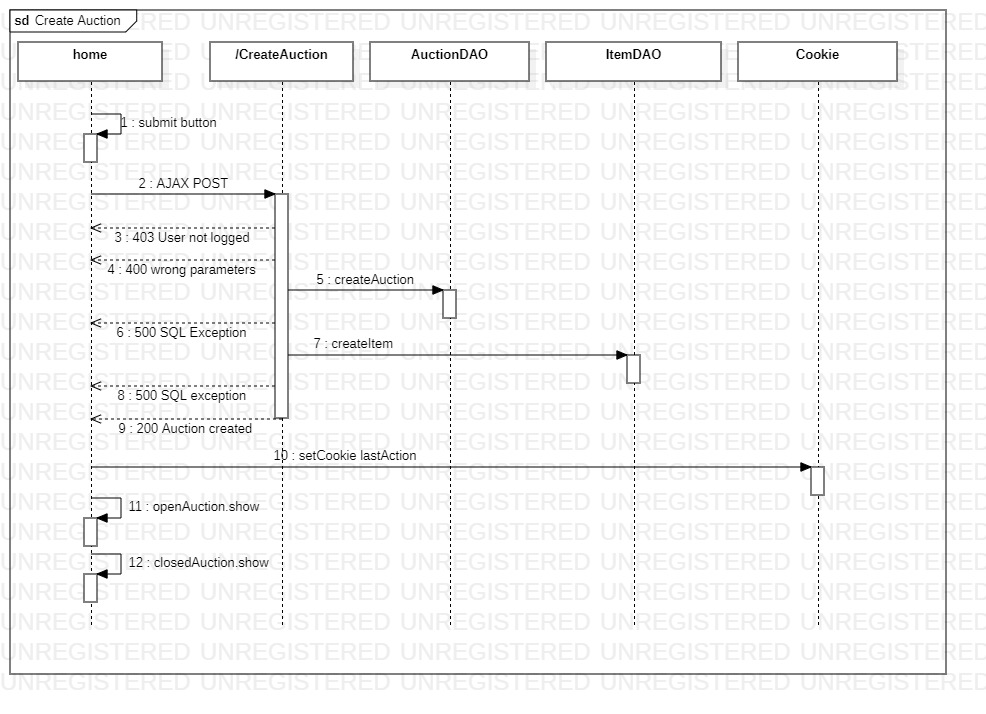 sd Create Auction
home
/CreateAuction
AuctionDAO
ItemDAO
Cookie
1 : submit button
2 : AJAX POST
3 : 403 User not logged
4 : 400 wrong parameters
5 : createAuction
6 : 500 SQL Exception
7 : createItem
8 : 500 SQL exception
9 : 200 Auction created
10 : setCookie lastAction
11 : openAuction.show
12 : closedAuction.show
UNREGISTERED UNREGISTERED UNREGISTERED UNREGISTERED UNREGISTERED